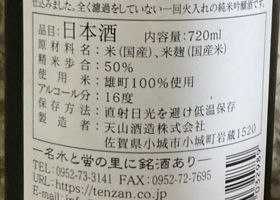 仕込みました。全く濾過をしていない一回火入れの純米吟醸酒です
品目:日本酒 内容量:720ml
原材料名:米(国産)、米麹(国産米)
精米歩合:50%
使用米:雄町100%使用
アルコール分:16度
保存方法:直射日光を避け低温保存
製造者:天山酒造株式会社
佐賀県小城市小城町岩蔵1520
―名水と蛍の里に銘酒あり―
TEL0952-73-3141 FAX0952-72-7695
URL:https://tenzan.co.jp
E-mail:info@tenzan.co